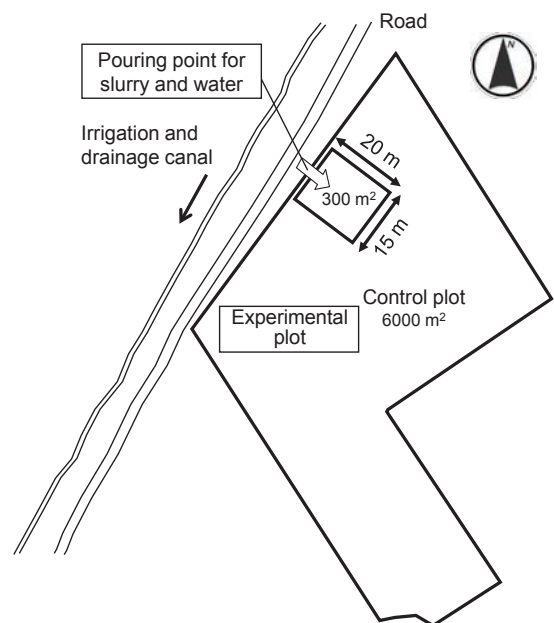 Road
N
Pouring point for
slurry and water
Irrigation and
drainage canal
20 m
300 m²
15 m
Control plot
6000 m²
Experimental
plot